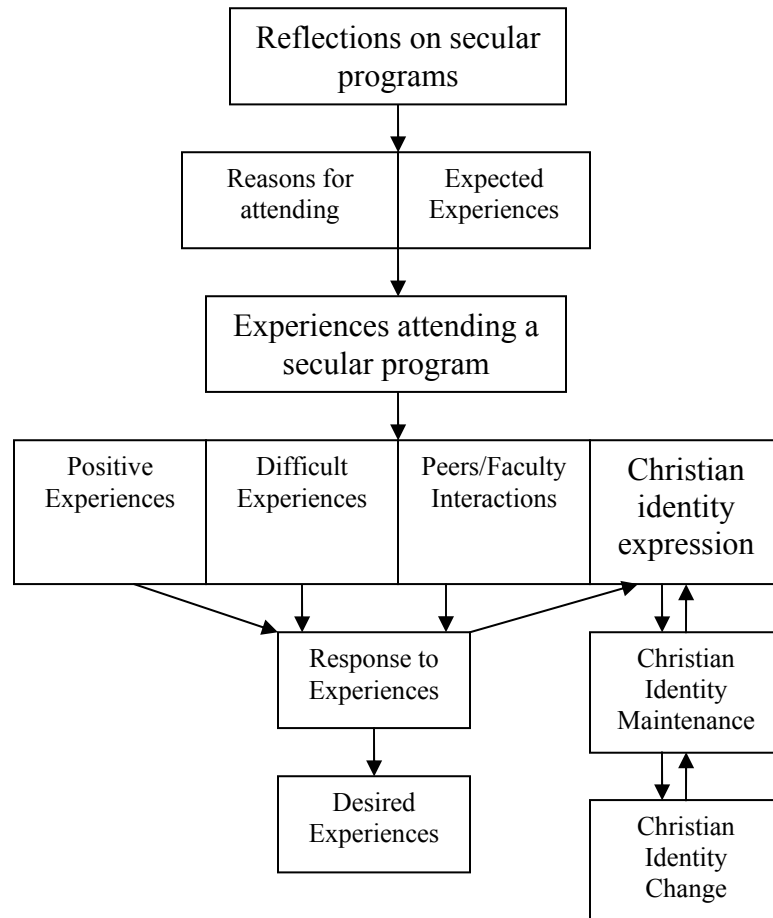 Reflections on secular
programs
Reasons for
attending
Expected
Experiences
Experiences attending a
secular program
Positive
Experiences
Difficult
Experiences
Peers/Faculty
Interactions
Christian
identity
expression
Response to
Experiences
Christian
Identity
Maintenance
Desired
Experiences
Christian
Identity
Change